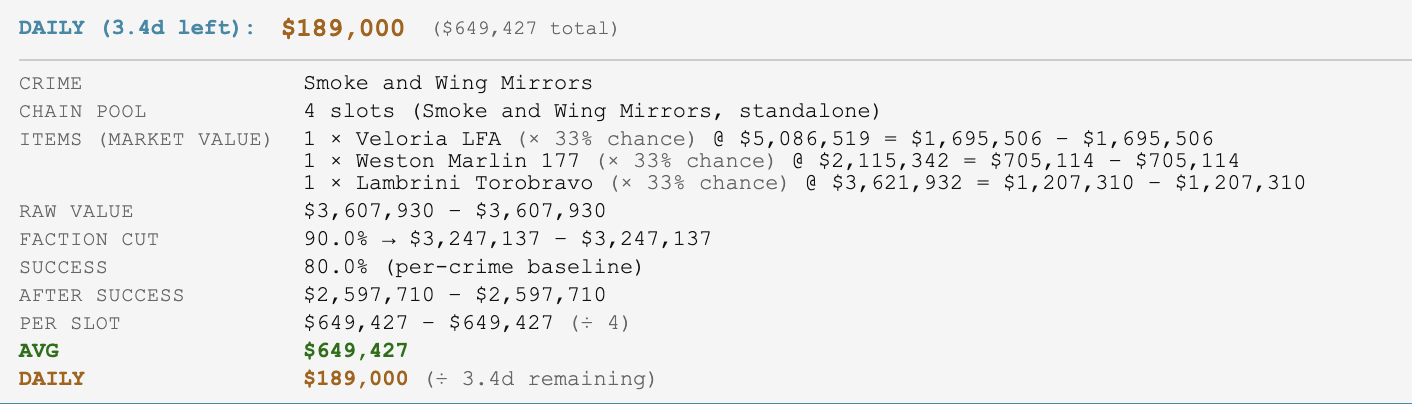 DAILY (3.4d left): $189,000 ($649,427 total)
CRIME Smoke and Wing Mirrors
CHAIN POOL 4 slots (Smoke and Wing Mirrors, standalone)
ITEMS (MARKET VALUE) 1 × Veloria LFA (× 33% chance) @ $5,086,519 = $1,695,506 – $1,695,506
1 × Weston Marlin 177 (× 33% chance) @ $2,115,342 = $705,114 – $705,114
1 × Lambrini Torobravo (× 33% chance) @ $3,621,932 = $1,207,310 – $1,207,310
RAW VALUE $3,607,930 – $3,607,930
FACTION CUT 90.0% → $3,247,137 – $3,247,137
SUCCESS 80.0% (per-crime baseline)
AFTER SUCCESS $2,597,710 – $2,597,710
PER SLOT $649,427 – $649,427 (÷ 4)
AVG $649,427
DAILY $189,000 (÷ 3.4d remaining)